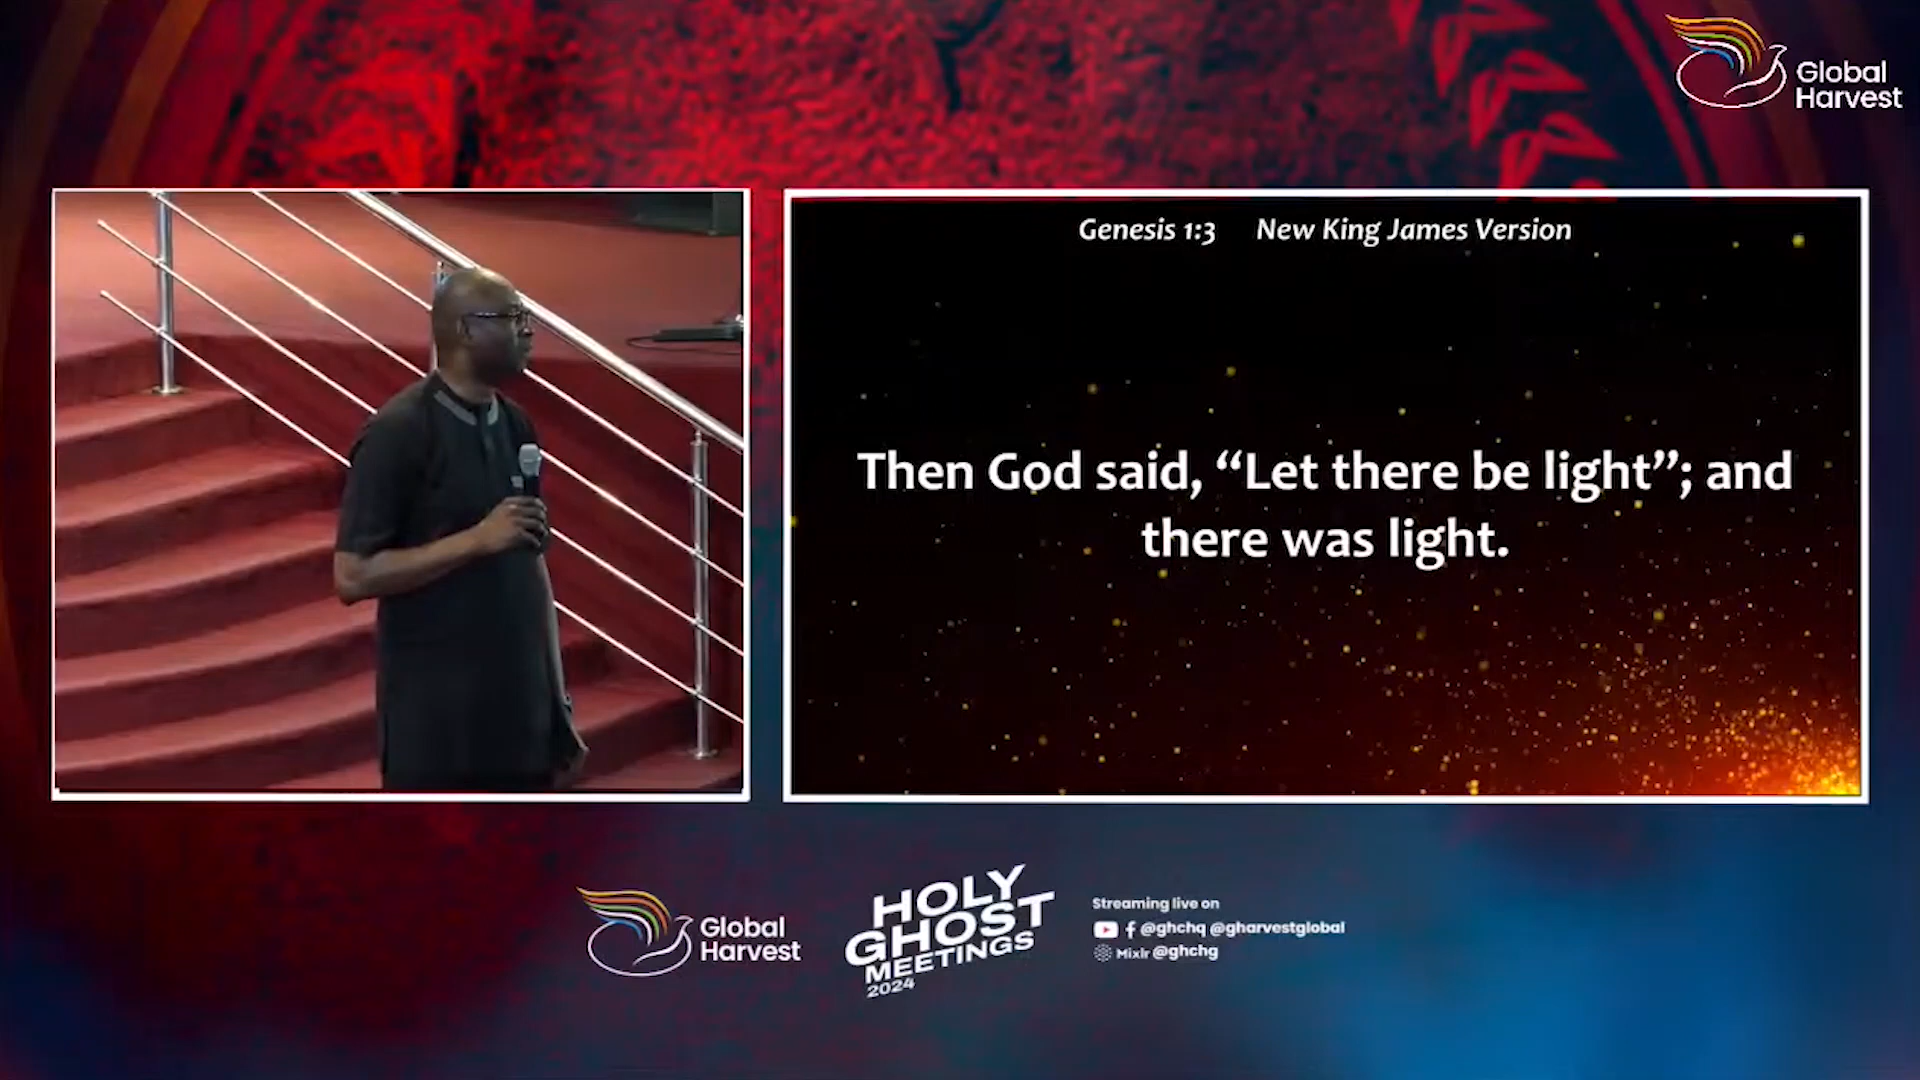 Global
Harvest
Genesis 1:3 New King James Version
Then God said, “Let there be light”; and
there was light.
Global
Harvest
HOLY
GHOST
MEETINGS
2024
Streaming live on
@ghchq @gharvestglobal
Mixlr @ghchg